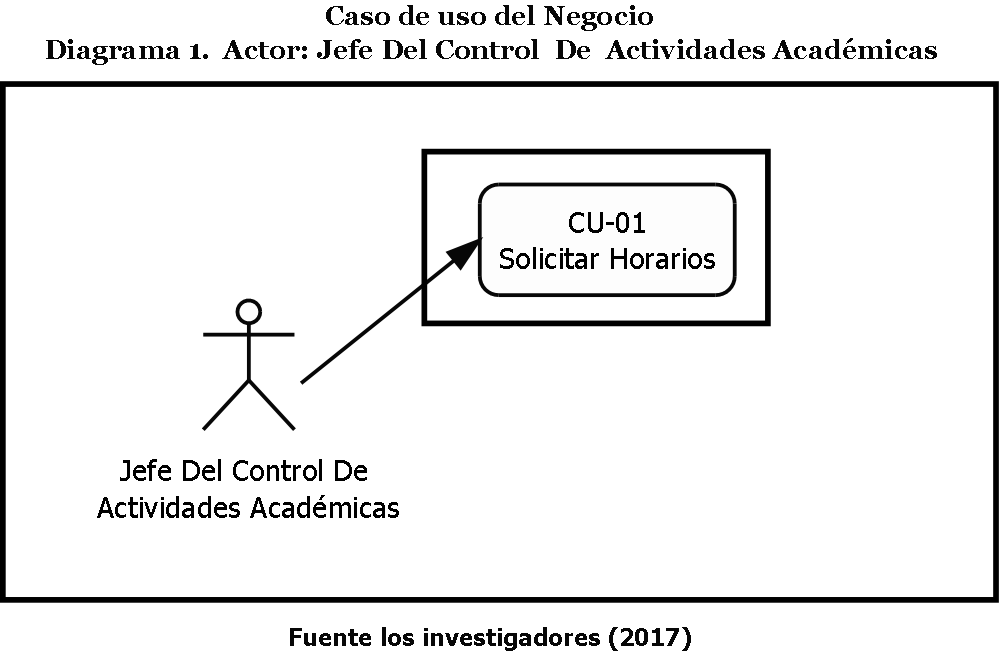 Caso de uso del Negocio
Diagrama 1. Actor: Jefe Del Control De Actividades Académicas
CU-01
Solicitar Horarios
Jefe Del Control De
Actividades Académicas
Fuente los investigadores (2017)